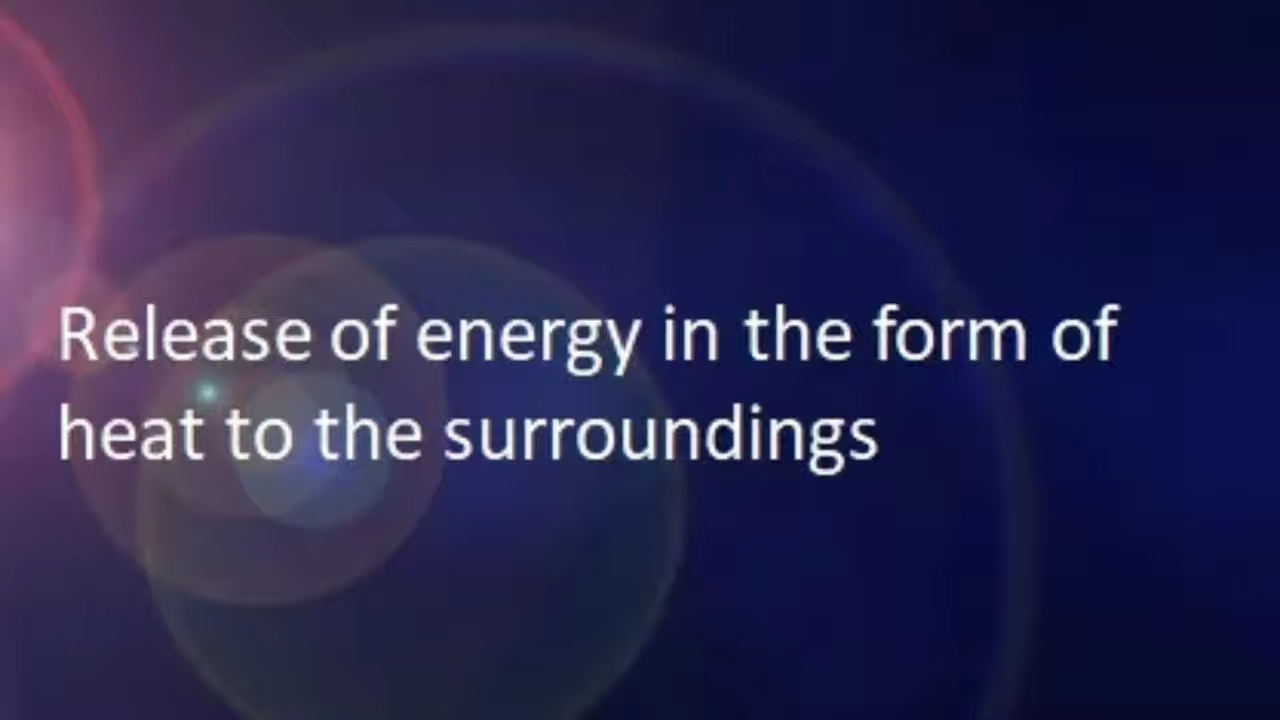 Release of energy in the form of
heat to the surroundings